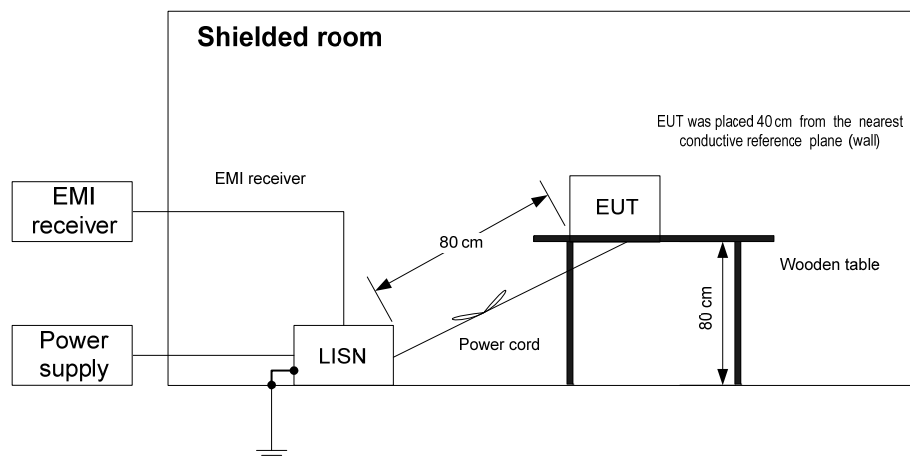 Shielded room
EUT was placed 40 cm from the nearest
conductive reference plane (wall)
EMI receiver
EMI
receiver
EUT
80 cm
Wooden table
80 cm
Power
supply
LISN
Power cord